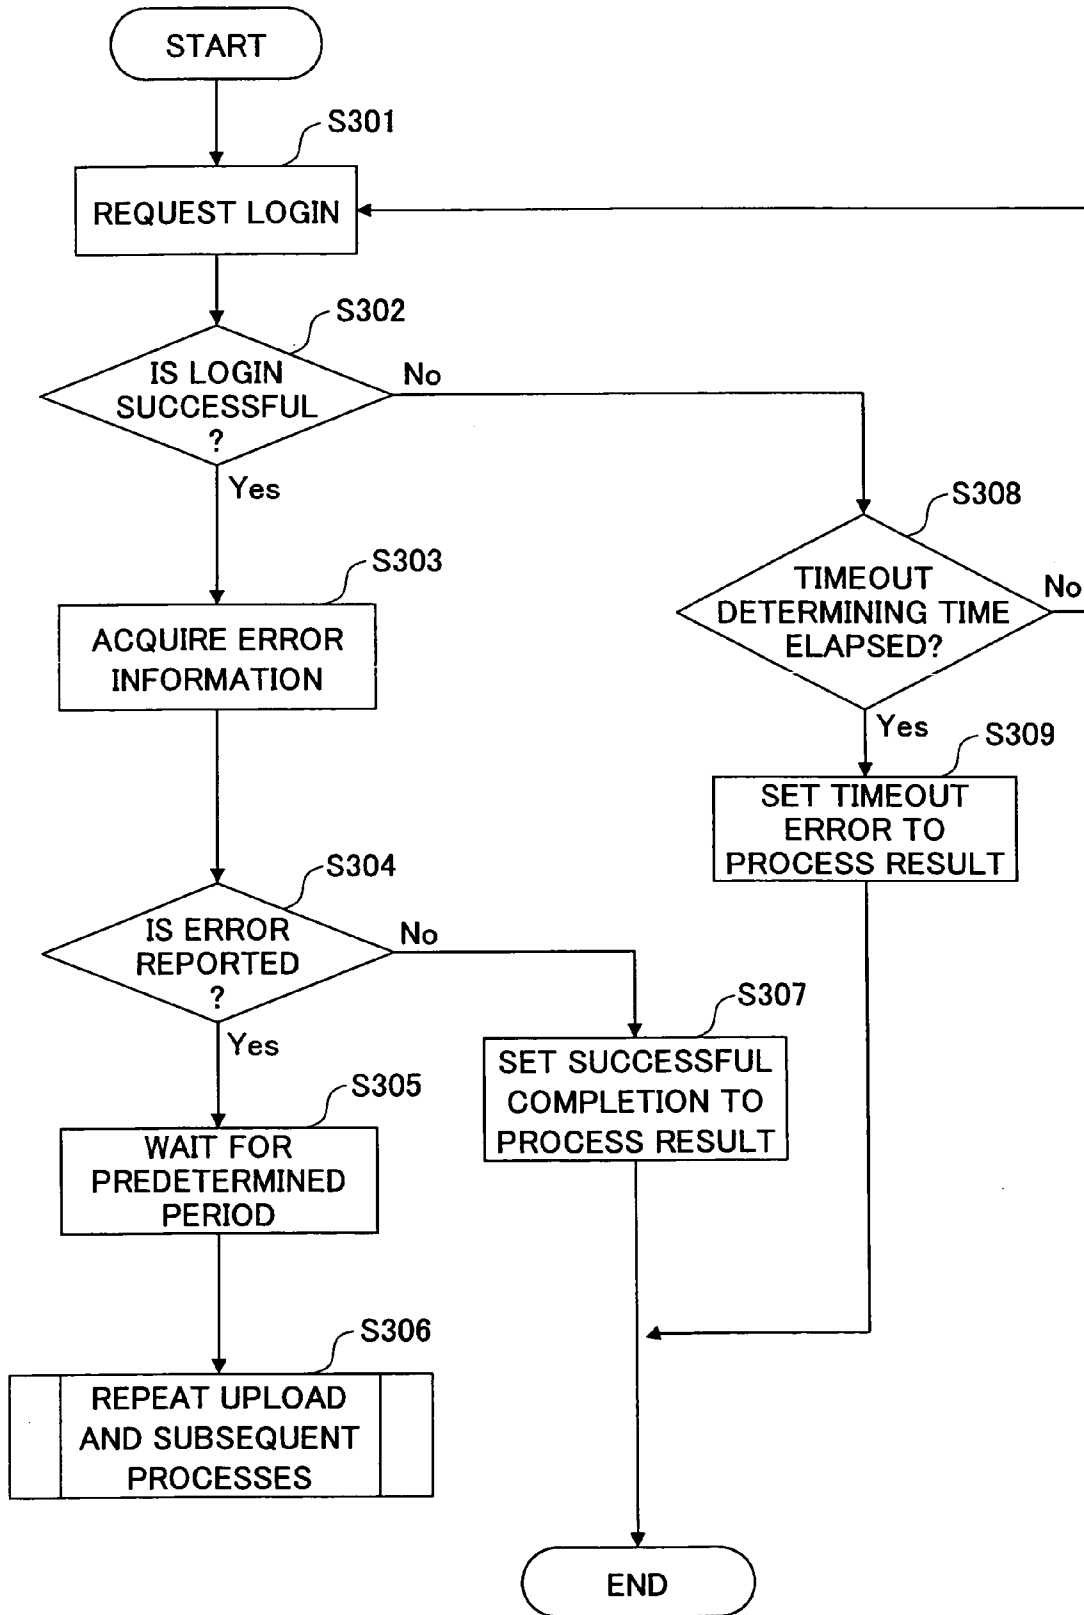 START
S301
REQUEST LOGIN
S302
IS LOGIN
SUCCESSFUL
?
No
Yes
S308
TIMEOUT
DETERMINING TIME
ELAPSED?
No
Yes
S303
ACQUIRE ERROR
INFORMATION
S309
SET TIMEOUT
ERROR TO
PROCESS RESULT
S304
IS ERROR
REPORTED
?
No
Yes
S307
SET SUCCESSFUL
COMPLETION TO
PROCESS RESULT
S305
WAIT FOR
PREDETERMINED
PERIOD
S306
REPEAT UPLOAD
AND SUBSEQUENT
PROCESSES
END